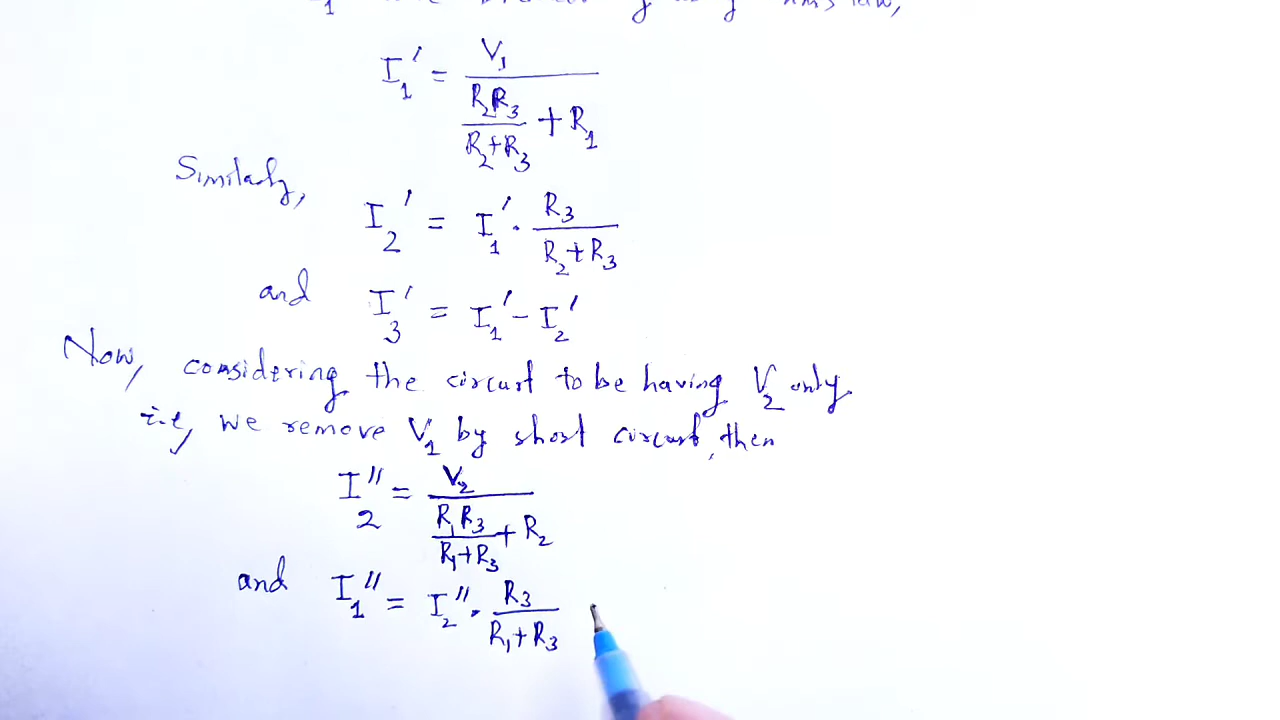 I₁
law,
I₁' = V₁ / (R₂R₃ / (R₂+R₃) + R₁)
Similarly,
I₂' = I₁' · R₃ / (R₂+R₃)
and I₃' = I₁' - I₂'
Now, considering the circuit to be having V₂ only
i.e, we remove V₁ by short circuit, then
I₂'' = V₂ / (R₁R₃ / (R₁+R₃) + R₂)
and I₁'' = I₂'' · R₃ / (R₁+R₃)